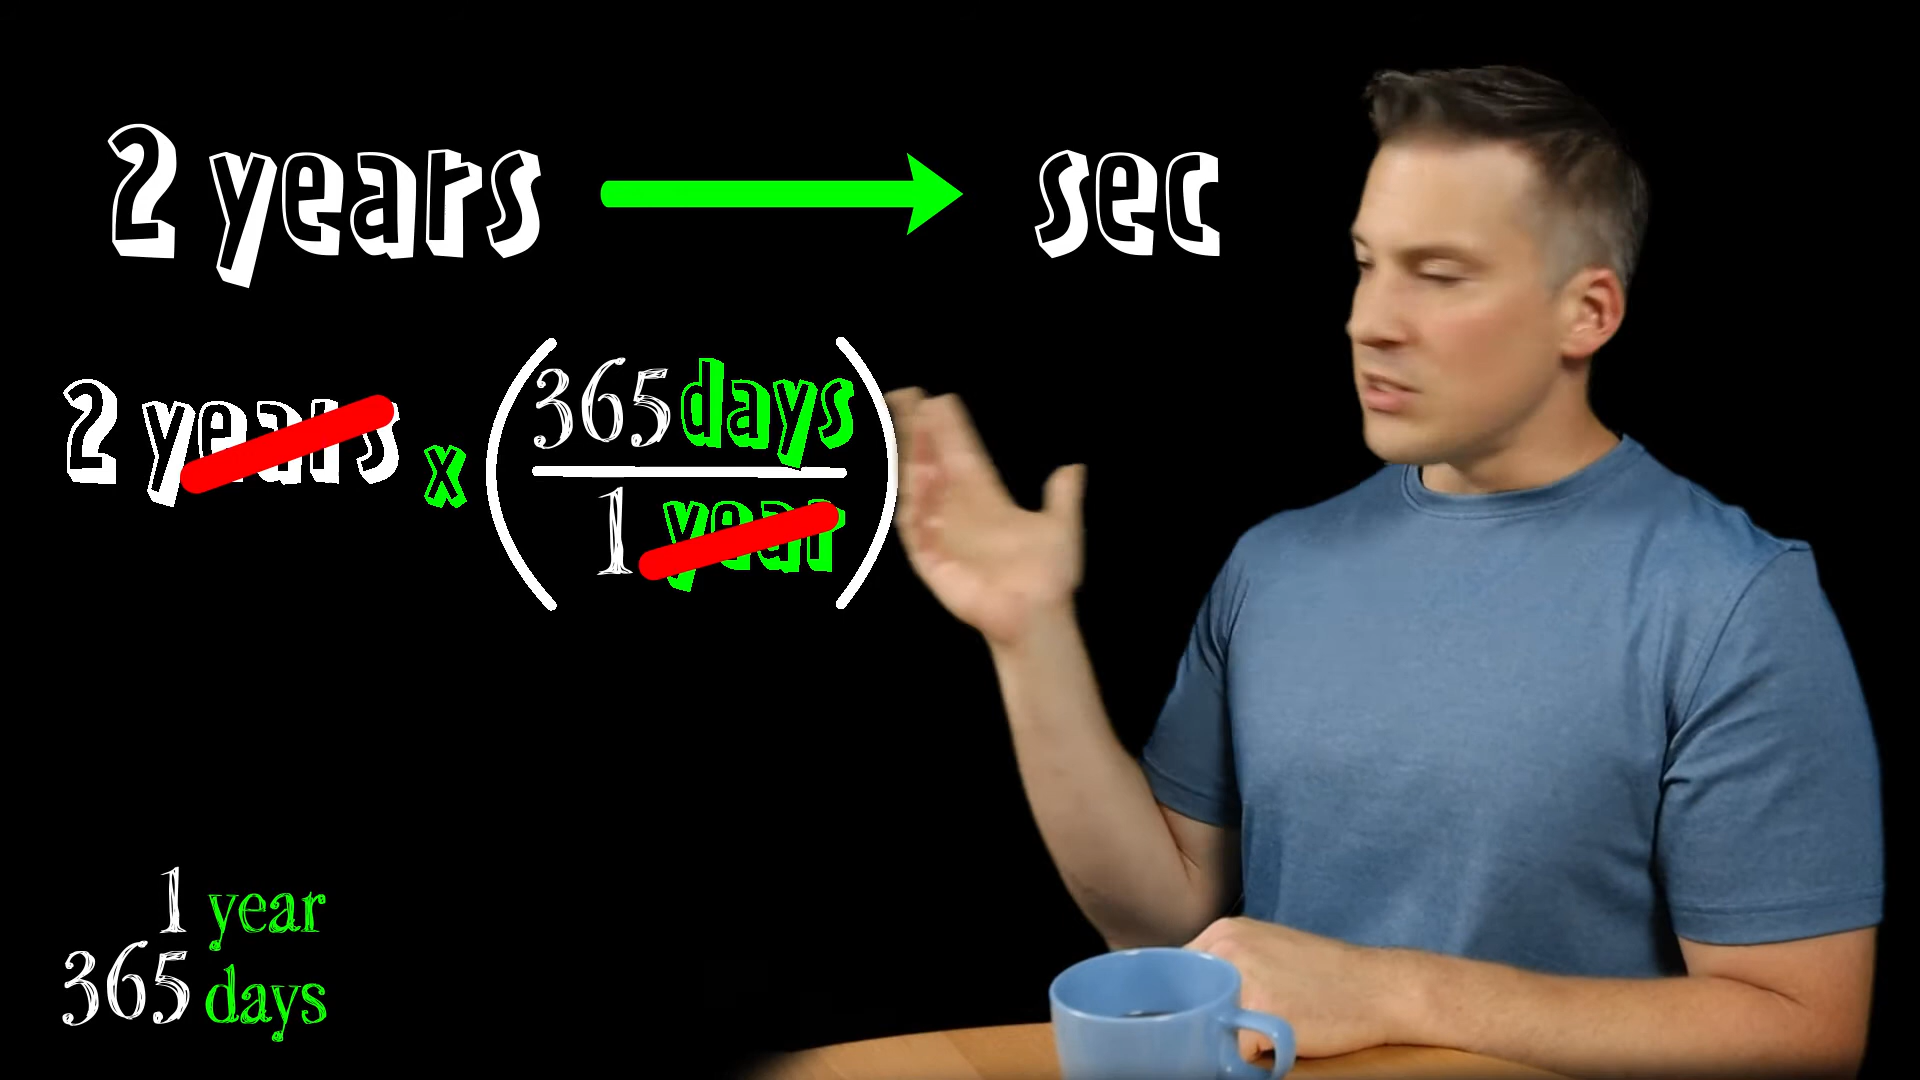 2 years sec
2 years x (365 days
1 year)
1 year
365 days